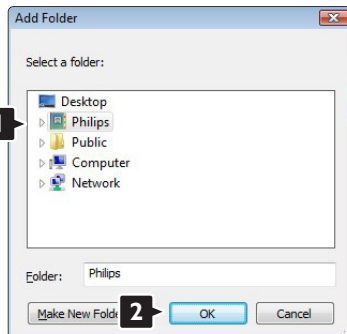 Add Folder
Select a folder:
Desktop
1
Philips
Public
Computer
Network
Folder: Philips
Make New Folde 2 OK Cancel